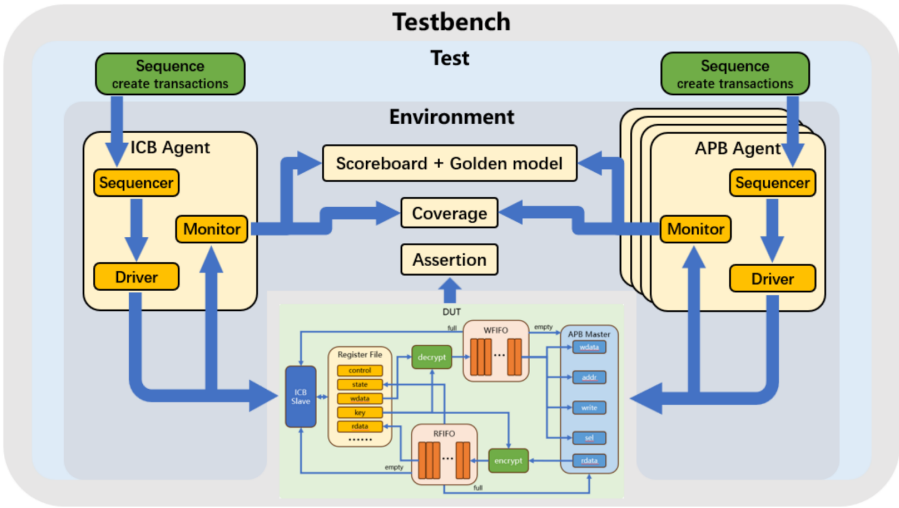 Testbench
Test
Sequence
create transactions
Sequence
create transactions
Environment
ICB Agent
Sequencer
Monitor
Driver
Scoreboard + Golden model
Coverage
Assertion
APB Agent
Sequencer
Monitor
Driver
DUT
full
WFIFO
empty
APB Master
Register File
control
state
wdata
key
rdata
......
ICB
Slave
decrypt
...
wdata
addr
write
sel
rdata
RFIFO
...
encrypt
empty
full